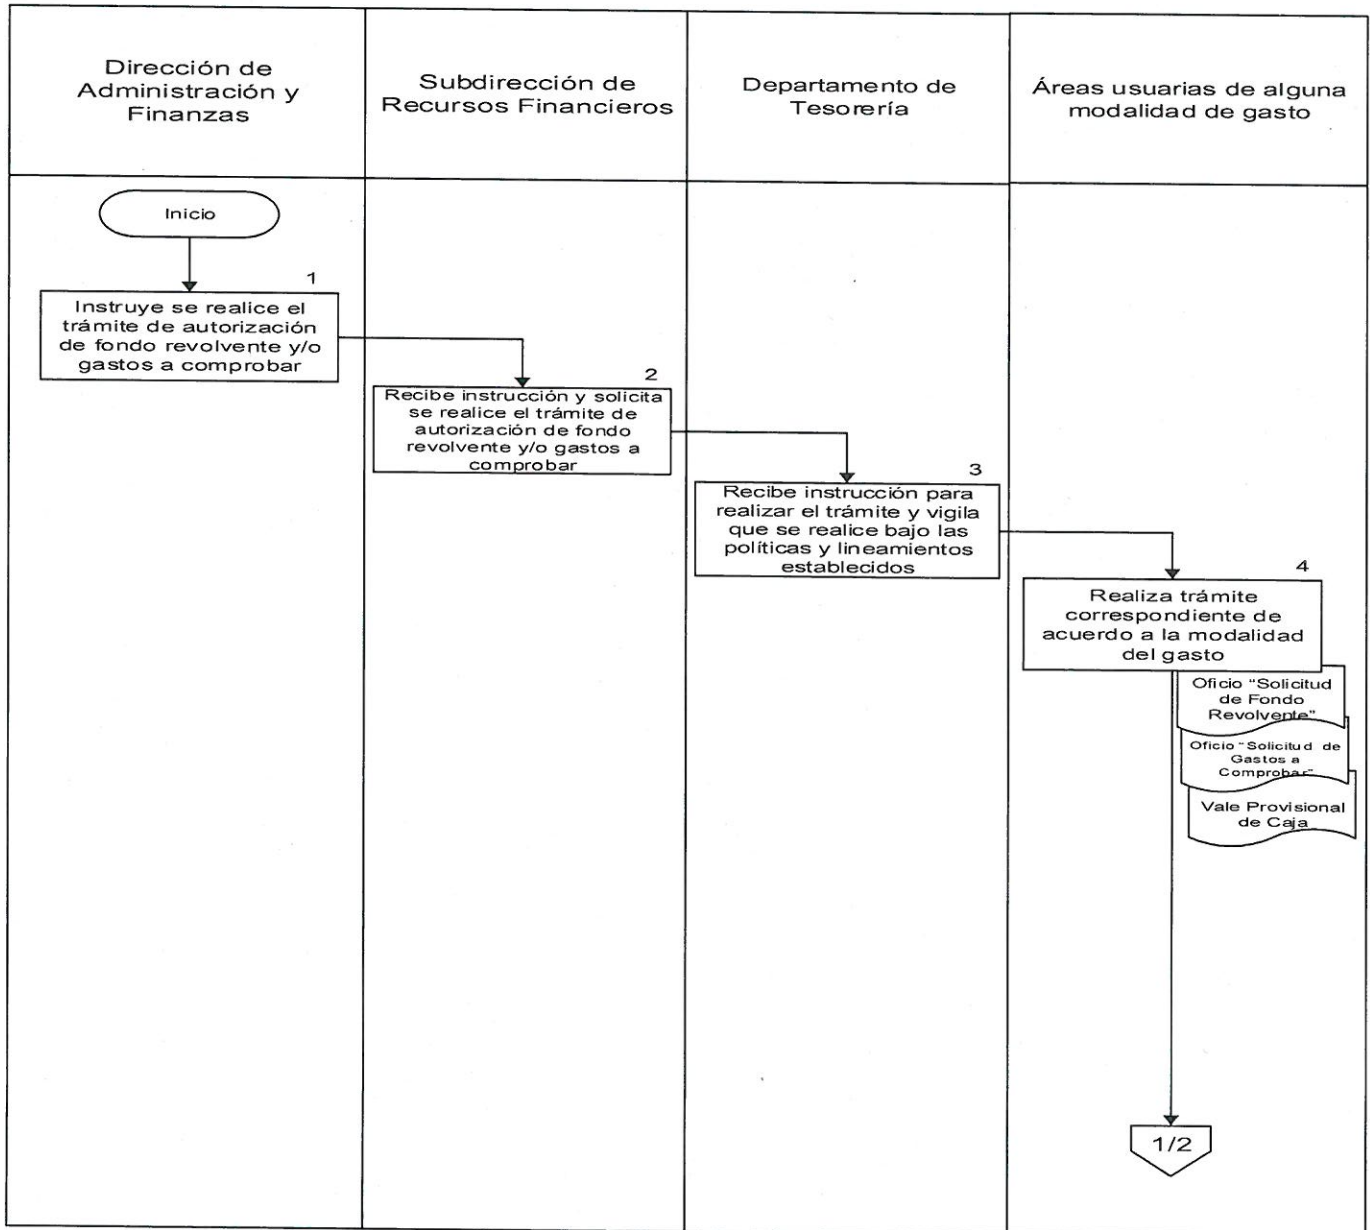 Dirección de
Administración y
Finanzas
Subdirección de
Recursos Financieros
Departamento de
Tesorería
Áreas usuarias de alguna
modalidad de gasto
Inicio
1
Instruye se realice el
trámite de autorización
de fondo revolvente y/o
gastos a comprobar
2
Recibe instrucción y solicita
se realice el trámite de
autorización de fondo
revolvente y/o gastos a
comprobar
3
Recibe instrucción para
realizar el trámite y vigila
que se realice bajo las
políticas y lineamientos
establecidos
4
Realiza trámite
correspondiente de
acuerdo a la modalidad
del gasto
Oficio "Solicitud
de Fondo
Revolvente"
Oficio "Solicitud de
Gastos a
Comprobar"
Vale Provisional
de Caja
1/2